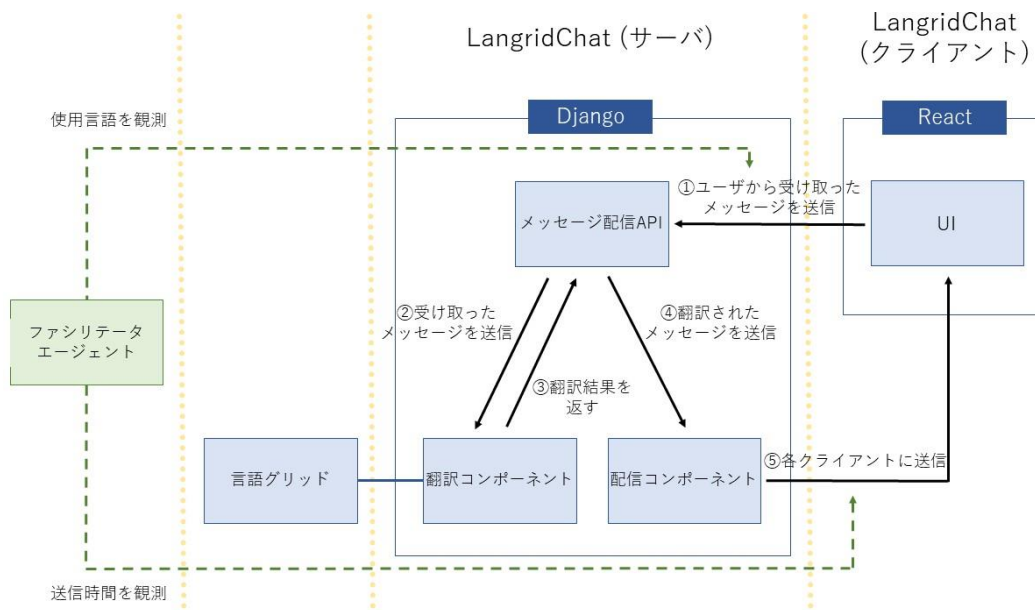 LangridChat (サーバ)
LangridChat
(クライアント)
使用言語を観測
Django
React
①ユーザから受け取った
メッセージを送信
メッセージ配信API
UI
②受け取った
メッセージを送信
④翻訳された
メッセージを送信
ファシリテータ
エージェント
③翻訳結果を
返す
⑤各クライアントに送信
言語グリッド
翻訳コンポーネント
配信コンポーネント
送信時間を観測